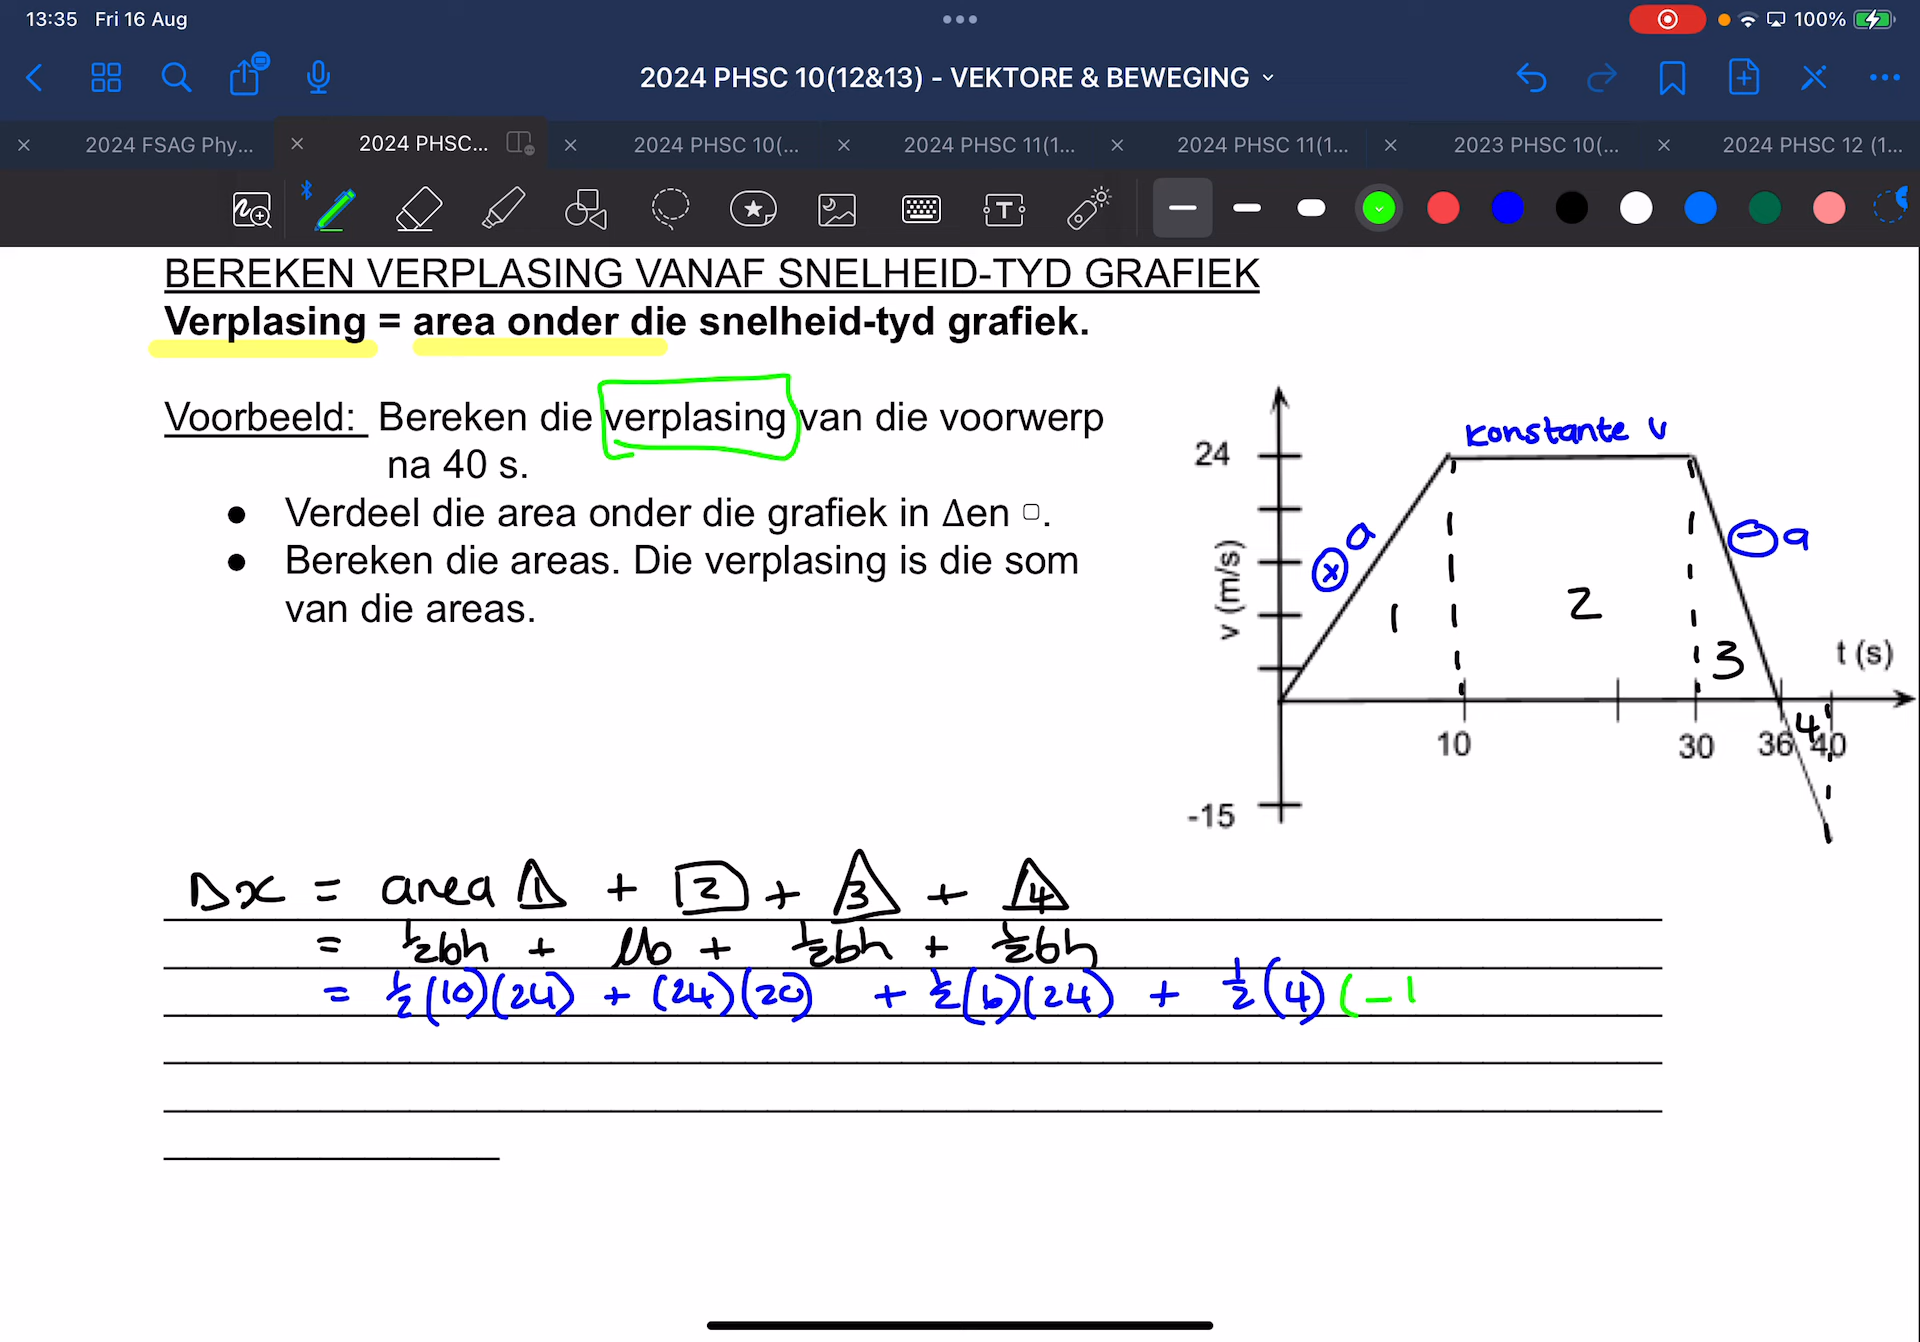 13:35 Fri 16 Aug
100%
2024 PHSC 10(12&13) - VEKTORE & BEWEGING
2024 FSAG Phy...
2024 PHSC...
2024 PHSC 10(...
2024 PHSC 11(1...
2024 PHSC 11(1...
2023 PHSC 10(...
2024 PHSC 12 (1...
BEREKEN VERPLASING VANAF SNELHEID-TYD GRAFIEK
Verplasing = area onder die snelheid-tyd grafiek.
Voorbeeld: Bereken die verplasing van die voorwerp
na 40 s.
● Verdeel die area onder die grafiek in Δen ▢.
● Bereken die areas. Die verplasing is die som
van die areas.
konstante v
24
v (m/s)
⊕ a
⊖ a
1
2
3
4
t (s)
10
30
36
40
-15
Δx = area 1 + 2 + 3 + 4
= ½bh + lb + ½bh + ½bh
= ½(10)(24) + (24)(20) + ½(6)(24) + ½(4)(-1